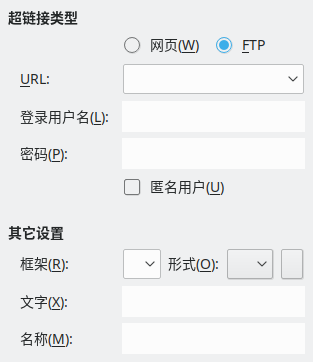 超链接类型
网页(W) FTP
URL:
登录用户名(L):
密码(P):
匿名用户(U)
其它设置
框架(R): 形式(O):
文字(X):
名称(M):